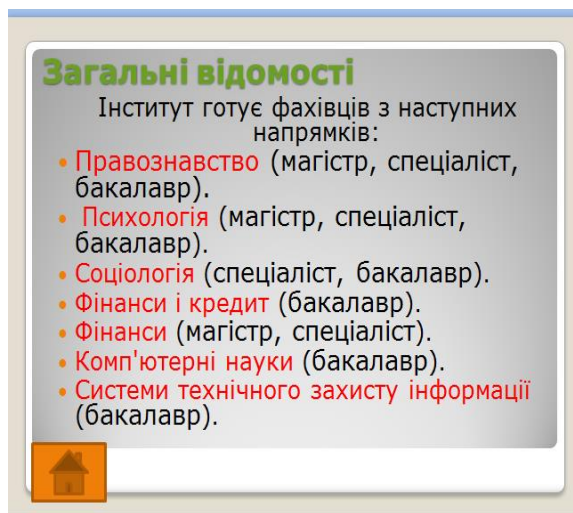 Загальні відомості
Інститут готує фахівців з наступних
напрямків:
• Правознавство (магістр, спеціаліст,
бакалавр).
• Психологія (магістр, спеціаліст,
бакалавр).
• Соціологія (спеціаліст, бакалавр).
• Фінанси і кредит (бакалавр).
• Фінанси (магістр, спеціаліст).
• Комп'ютерні науки (бакалавр).
• Системи технічного захисту інформації
(бакалавр).